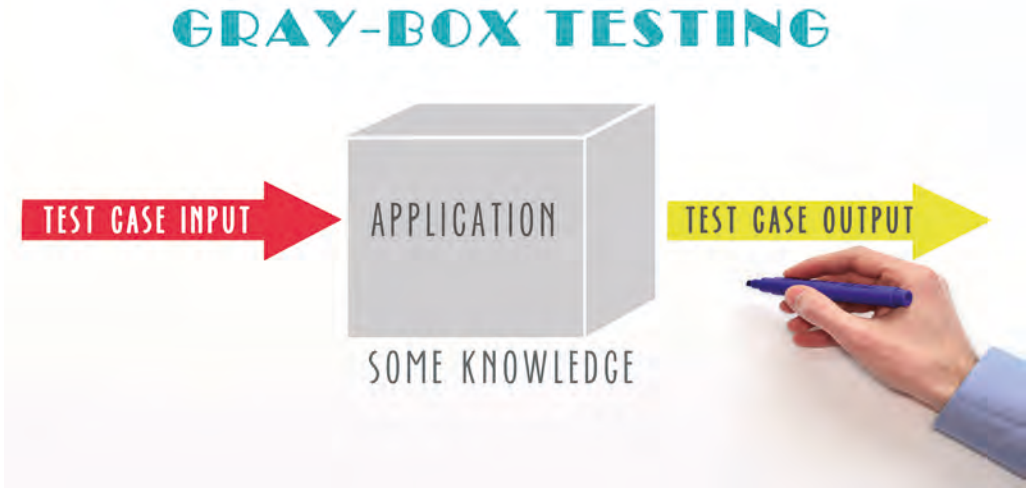 GRAY-BOX TESTING
TEST CASE INPUT
APPLICATION
TEST CASE OUTPUT
SOME KNOWLEDGE